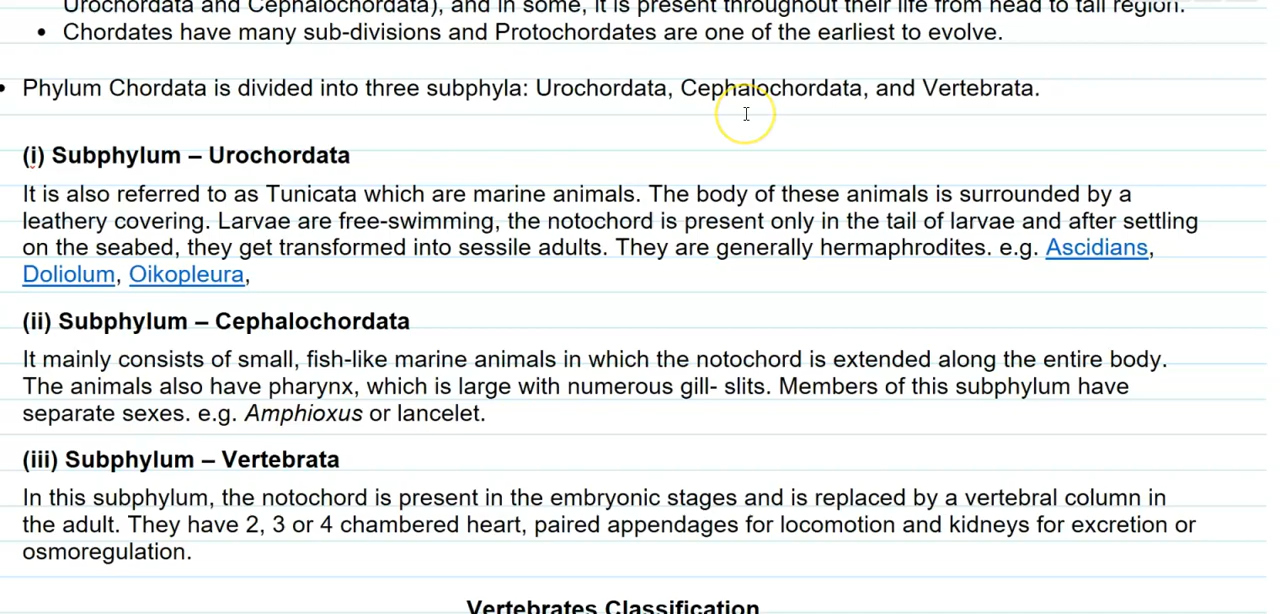 Urochordata and Cephalochordata), and in some, it is present throughout their life from head to tail region.
• Chordates have many sub-divisions and Protochordates are one of the earliest to evolve.
• Phylum Chordata is divided into three subphyla: Urochordata, Cephalochordata, and Vertebrata.
(i) Subphylum – Urochordata
It is also referred to as Tunicata which are marine animals. The body of these animals is surrounded by a
leathery covering. Larvae are free-swimming, the notochord is present only in the tail of larvae and after settling
on the seabed, they get transformed into sessile adults. They are generally hermaphrodites. e.g. Ascidians,
Doliolum, Oikopleura,
(ii) Subphylum – Cephalochordata
It mainly consists of small, fish-like marine animals in which the notochord is extended along the entire body.
The animals also have pharynx, which is large with numerous gill- slits. Members of this subphylum have
separate sexes. e.g. Amphioxus or lancelet.
(iii) Subphylum – Vertebrata
In this subphylum, the notochord is present in the embryonic stages and is replaced by a vertebral column in
the adult. They have 2, 3 or 4 chambered heart, paired appendages for locomotion and kidneys for excretion or
osmoregulation.
Vertebrates Classification